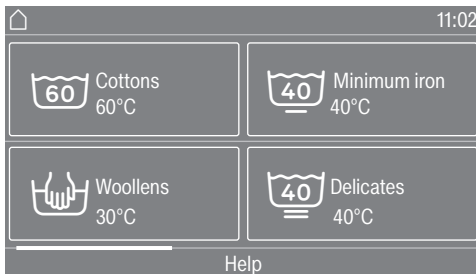 11:02
60
Cottons
60°C
40
Minimum iron
40°C
Woollens
30°C
40
Delicates
40°C
Help